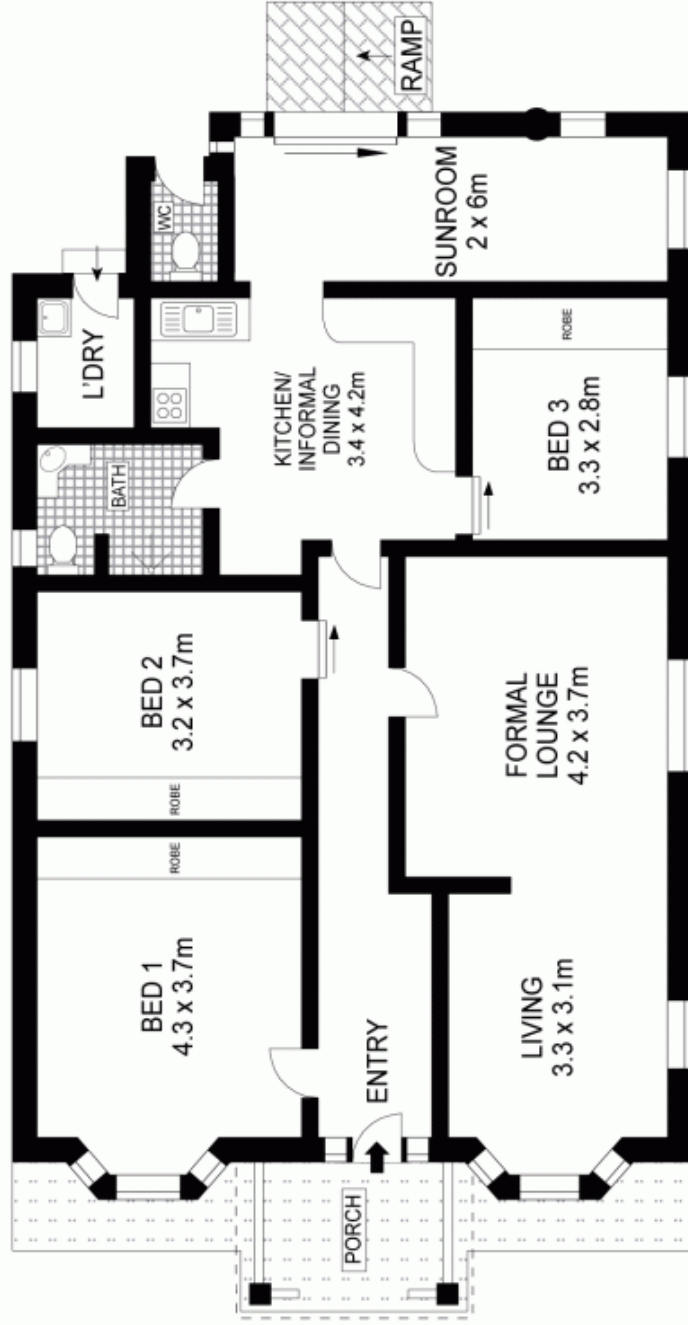 RAMP
SUNROOM
2 x 6m
WC
L'DRY
KITCHEN/
INFORMAL
DINING
3.4 x 4.2m
ROBE
BED 3
3.3 x 2.8m
BATH
BED 2
3.2 x 3.7m
ROBE
FORMAL
LOUNGE
4.2 x 3.7m
ROBE
BED 1
4.3 x 3.7m
LIVING
3.3 x 3.1m
ENTRY
PORCH